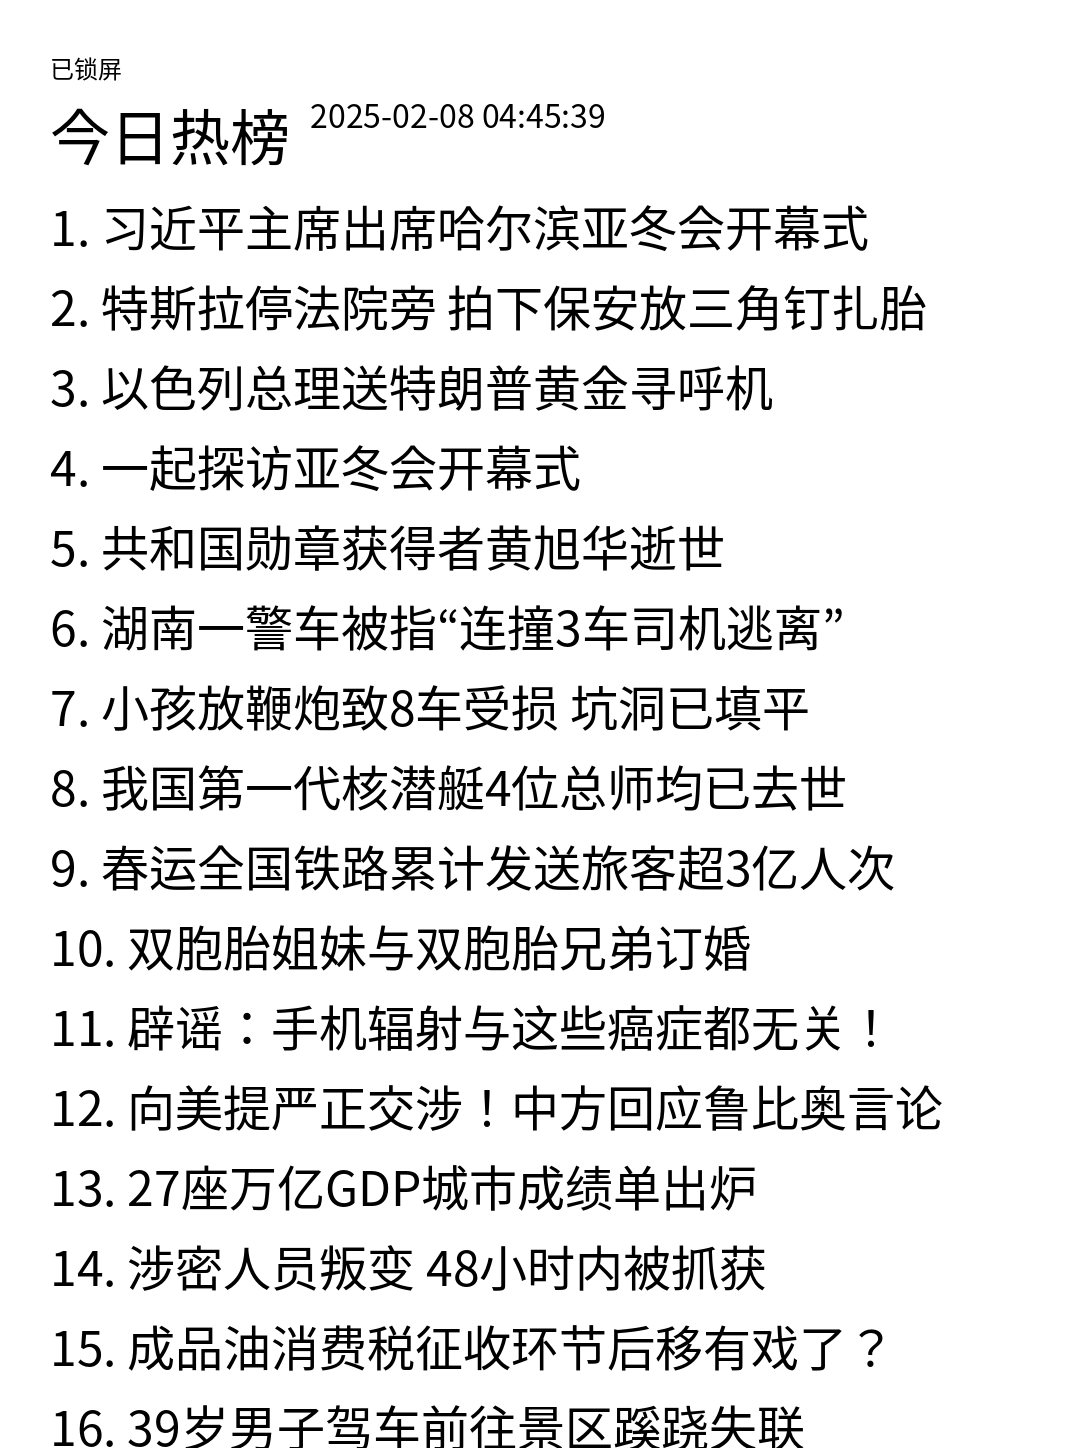 已锁屏
今日热榜 2025-02-08 04:45:39
1. 习近平主席出席哈尔滨亚冬会开幕式
2. 特斯拉停法院旁 拍下保安放三角钉扎胎
3. 以色列总理送特朗普黄金寻呼机
4. 一起探访亚冬会开幕式
5. 共和国勋章获得者黄旭华逝世
6. 湖南一警车被指“连撞3车司机逃离”
7. 小孩放鞭炮致8车受损 坑洞已填平
8. 我国第一代核潜艇4位总师均已去世
9. 春运全国铁路累计发送旅客超3亿人次
10. 双胞胎姐妹与双胞胎兄弟订婚
11. 辟谣：手机辐射与这些癌症都无关！
12. 向美提严正交涉！中方回应鲁比奥言论
13. 27座万亿GDP城市成绩单出炉
14. 涉密人员叛变 48小时内被抓获
15. 成品油消费税征收环节后移有戏了？
16. 39岁男子驾车前往景区蹊跷失联